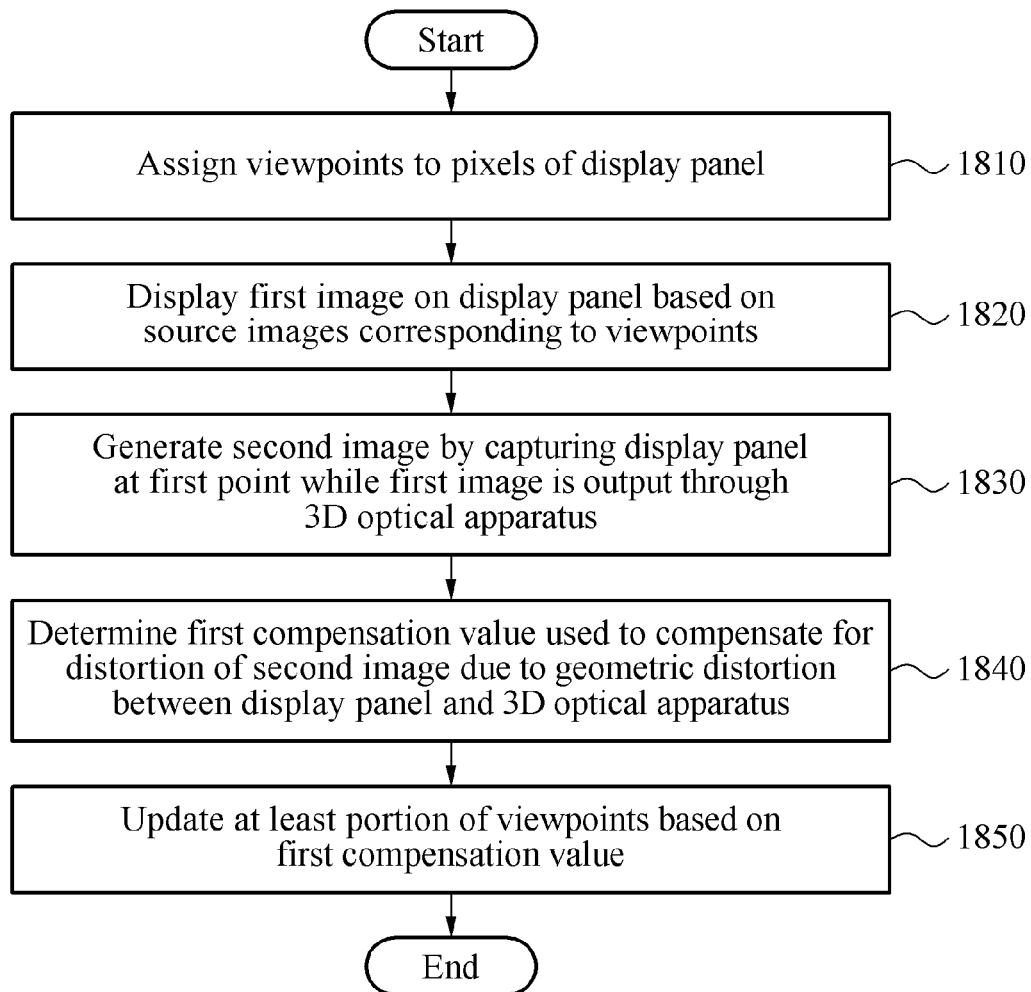 Start
Assign viewpoints to pixels of display panel
1810
Display first image on display panel based on
source images corresponding to viewpoints
1820
Generate second image by capturing display panel
at first point while first image is output through
3D optical apparatus
1830
Determine first compensation value used to compensate for
distortion of second image due to geometric distortion
between display panel and 3D optical apparatus
1840
Update at least portion of viewpoints based on
first compensation value
1850
End